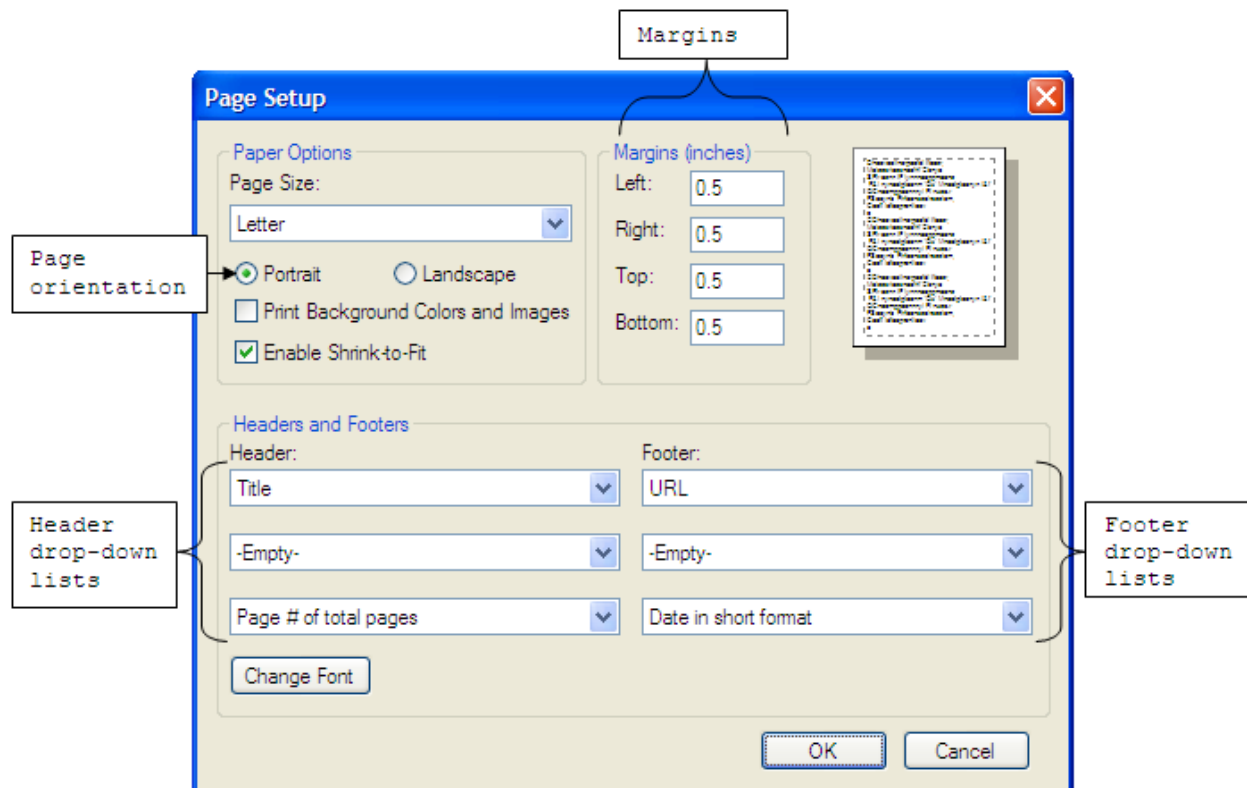 Margins
Page Setup
Paper Options
Page Size:
Letter
Page
orientation
Portrait
Landscape
Print Background Colors and Images
Enable Shrink-to-Fit
Margins (inches)
Left: 0.5
Right: 0.5
Top: 0.5
Bottom: 0.5
Headers and Footers
Header:
Footer:
Title
URL
Header
drop-down
lists
-Empty-
-Empty-
Footer
drop-down
lists
Page # of total pages
Date in short format
Change Font
OK
Cancel